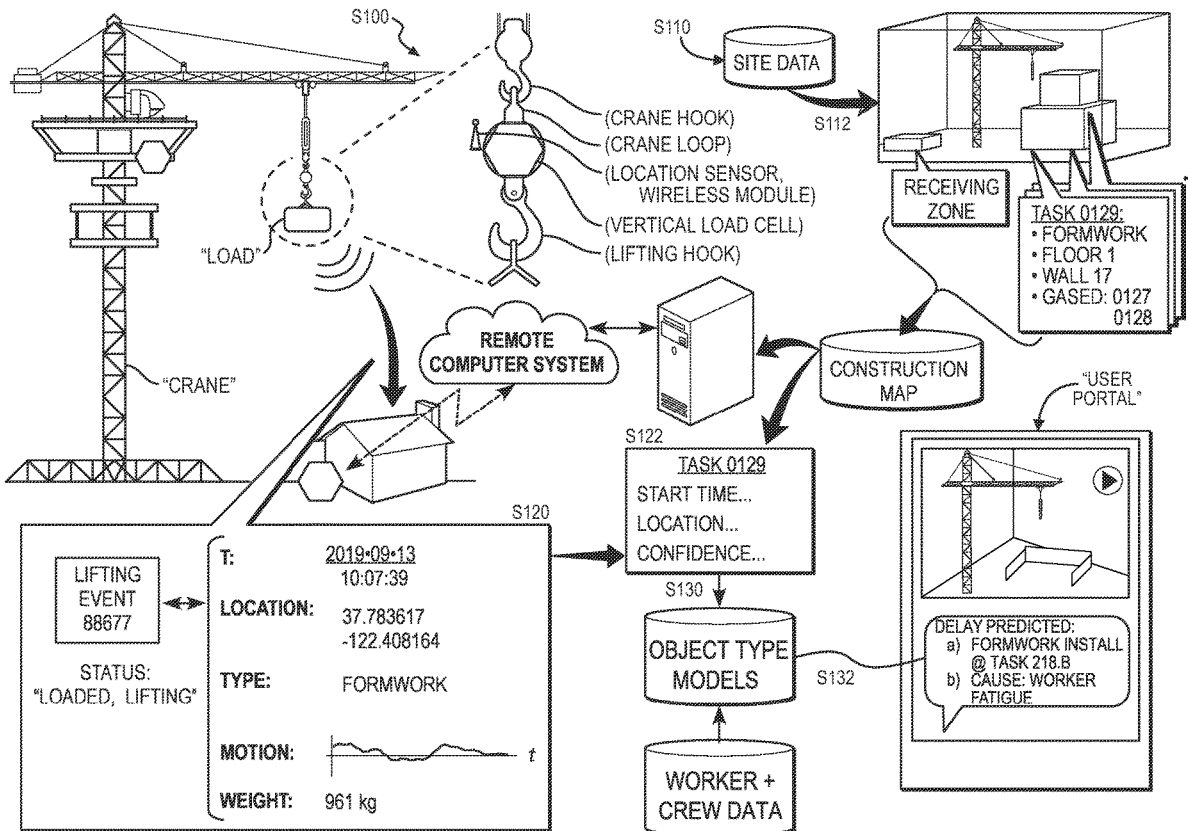 S100
(CRANE HOOK)
(CRANE LOOP)
(LOCATION SENSOR,
WIRELESS MODULE)
(VERTICAL LOAD CELL)
(LIFTING HOOK)
"LOAD"
"CRANE"
S110
SITE DATA
S112
RECEIVING
ZONE
TASK 0129:
• FORMWORK
• FLOOR 1
• WALL 17
• GASED: 0127
0128
REMOTE
COMPUTER SYSTEM
CONSTRUCTION
MAP
"USER
PORTAL"
S122
TASK 0129
START TIME...
LOCATION...
CONFIDENCE...
S120
LIFTING
EVENT
88677
STATUS:
"LOADED, LIFTING"
T: 2019•09•13
10:07:39
LOCATION: 37.783617
-122.408164
TYPE: FORMWORK
MOTION: t
WEIGHT: 961 kg
S130
OBJECT TYPE
MODELS
S132
WORKER +
CREW DATA
DELAY PREDICTED:
a) FORMWORK INSTALL
@ TASK 218.B
b) CAUSE: WORKER
FATIGUE